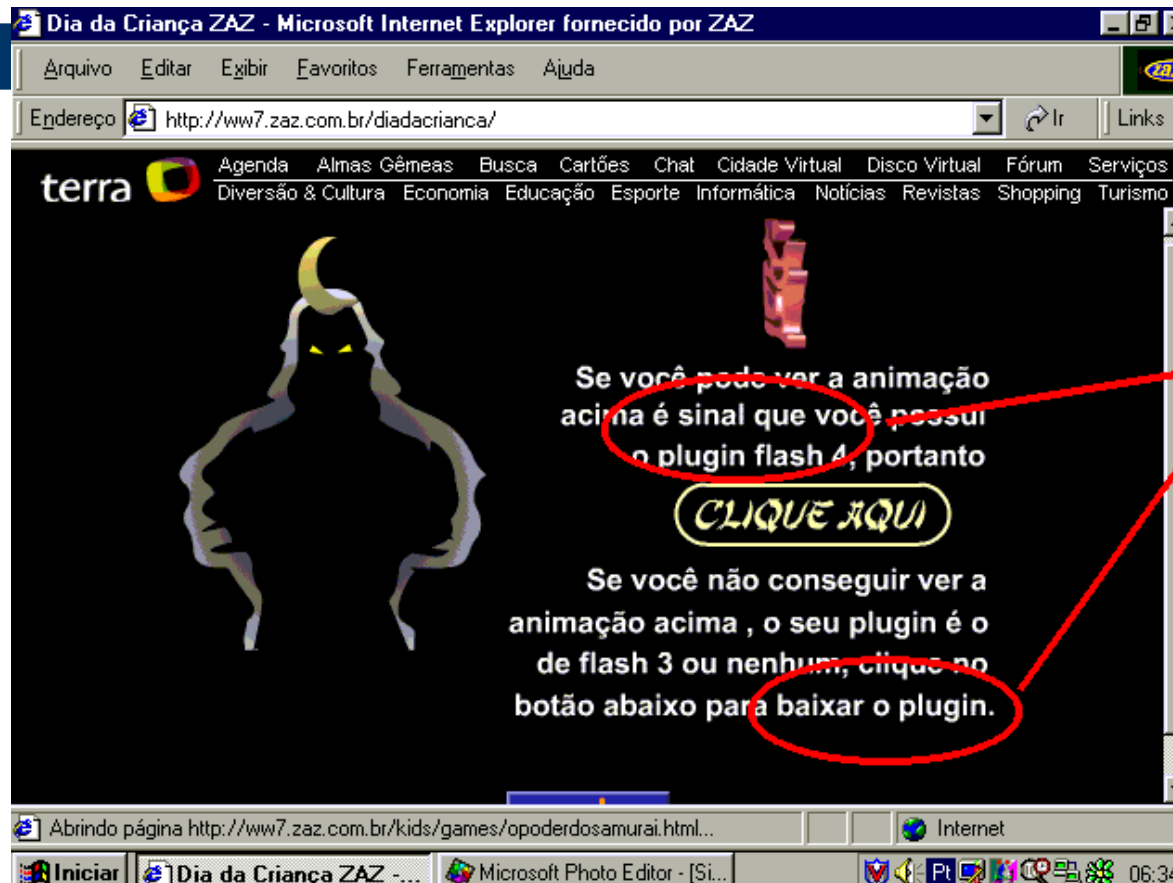 Dia da Criança ZAZ - Microsoft Internet Explorer fornecido por ZAZ
Arquivo Editar Exibir Favoritos Ferramentas Ajuda
Endereço http://ww7.zaz.com.br/diadacrianca/ Ir Links
terra
Agenda Almas Gêmeas Busca Cartões Chat Cidade Virtual Disco Virtual Fórum Serviços
Diversão & Cultura Economia Educação Esporte Informática Notícias Revistas Shopping Turismo
Se você pode ver a animação
acima é sinal que você possui
o plugin flash 4, portanto
CLIQUE AQUI
Se você não conseguir ver a
animação acima , o seu plugin é o
de flash 3 ou nenhum, clique no
botão abaixo para baixar o plugin.
Abrindo página http://ww7.zaz.com.br/kids/games/opoderdosamurai.html... Internet
Iniciar Dia da Criança ZAZ -... Microsoft Photo Editor - [Si... Pt